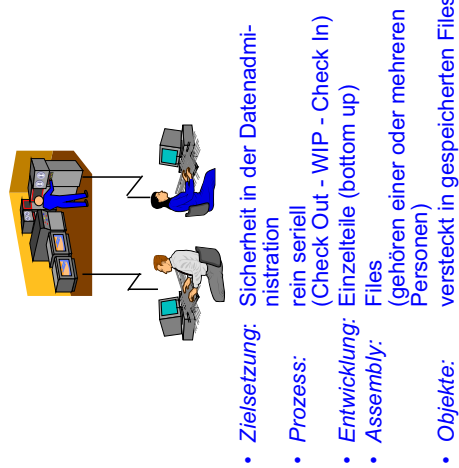 • Zielsetzung: Sicherheit in der Datenadmi-
nistration
• Prozess: rein seriell
(Check Out - WIP - Check In)
• Entwicklung: Einzelteile (bottom up)
• Assembly: Files
(gehören einer oder mehreren
Personen)
• Objekte: versteckt in gespeicherten Files